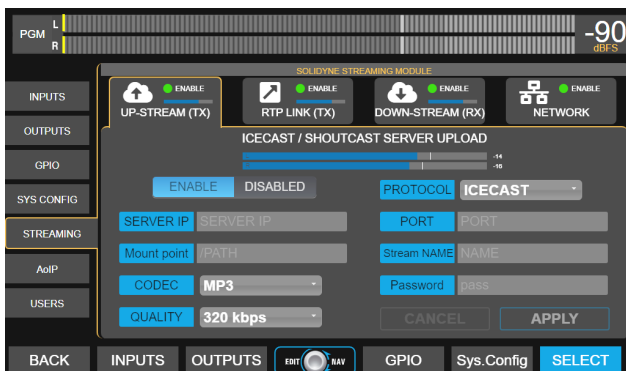 PGM L R -90 dBFS
SOLIDYNE STREAMING MODULE
ENABLE ENABLE ENABLE ENABLE
UP-STREAM (TX) RTP LINK (TX) DOWN-STREAM (RX) NETWORK
INPUTS
OUTPUTS
GPIO
SYS CONFIG
STREAMING
AoIP
USERS
ICECAST / SHOUTCAST SERVER UPLOAD
-14
-16
ENABLE DISABLED PROTOCOL ICECAST
SERVER IP SERVER IP PORT PORT
Mount point /PATH Stream NAME NAME
CODEC MP3 Password pass
QUALITY 320 kbps CANCEL APPLY
BACK INPUTS OUTPUTS EDIT NAV GPIO Sys.Config SELECT